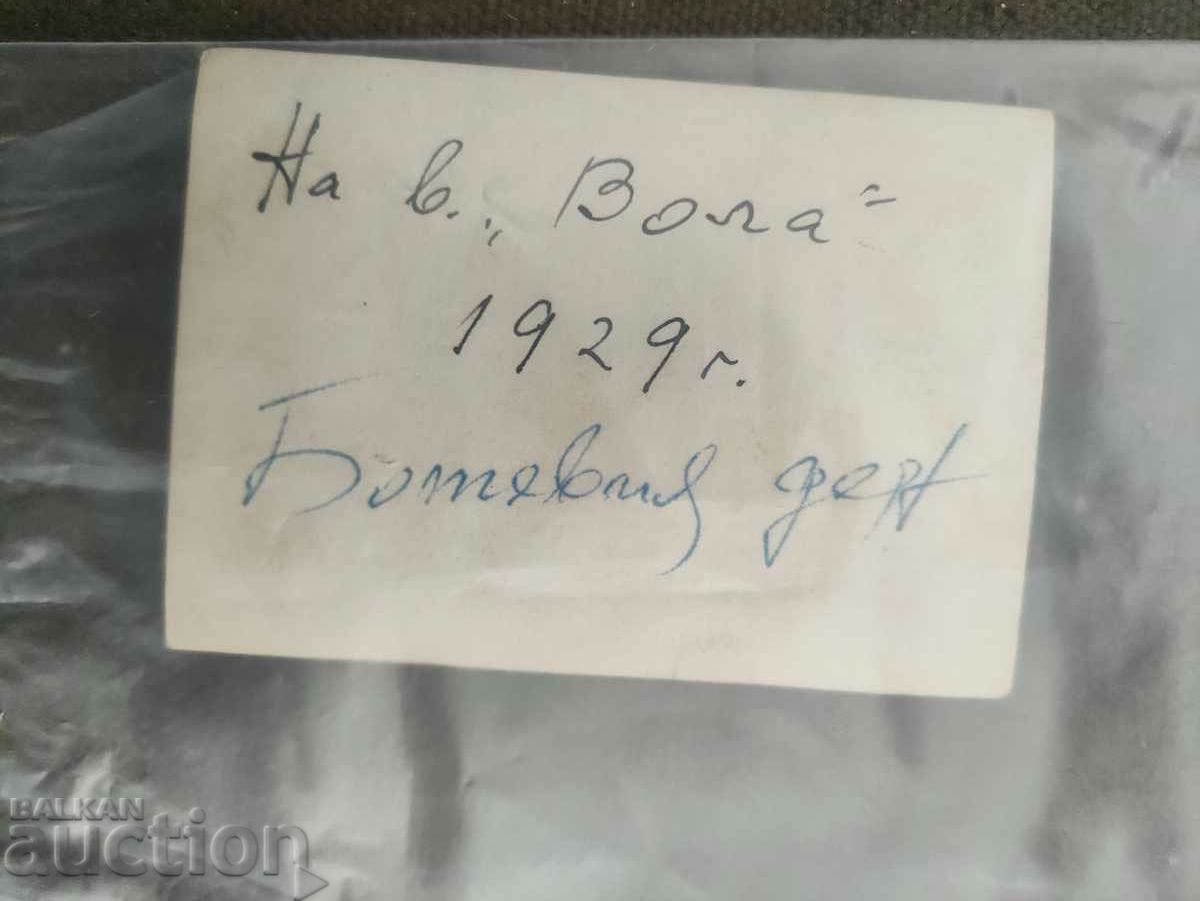 На в. „Вола“
1929 г.
Ботевия ден
BALKAN
auction